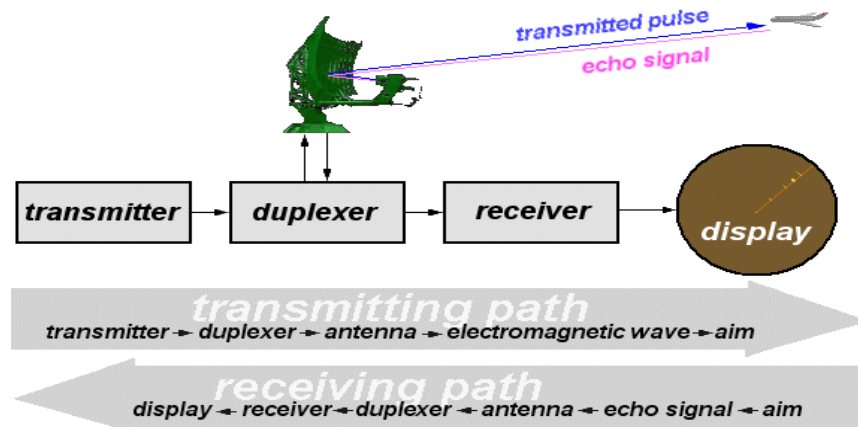 transmitted pulse
echo signal
transmitter
duplexer
receiver
display
transmitting path
transmitter → duplexer → antenna → electromagnetic wave → aim
receiving path
display ← receiver ← duplexer ← antenna ← echo signal ← aim